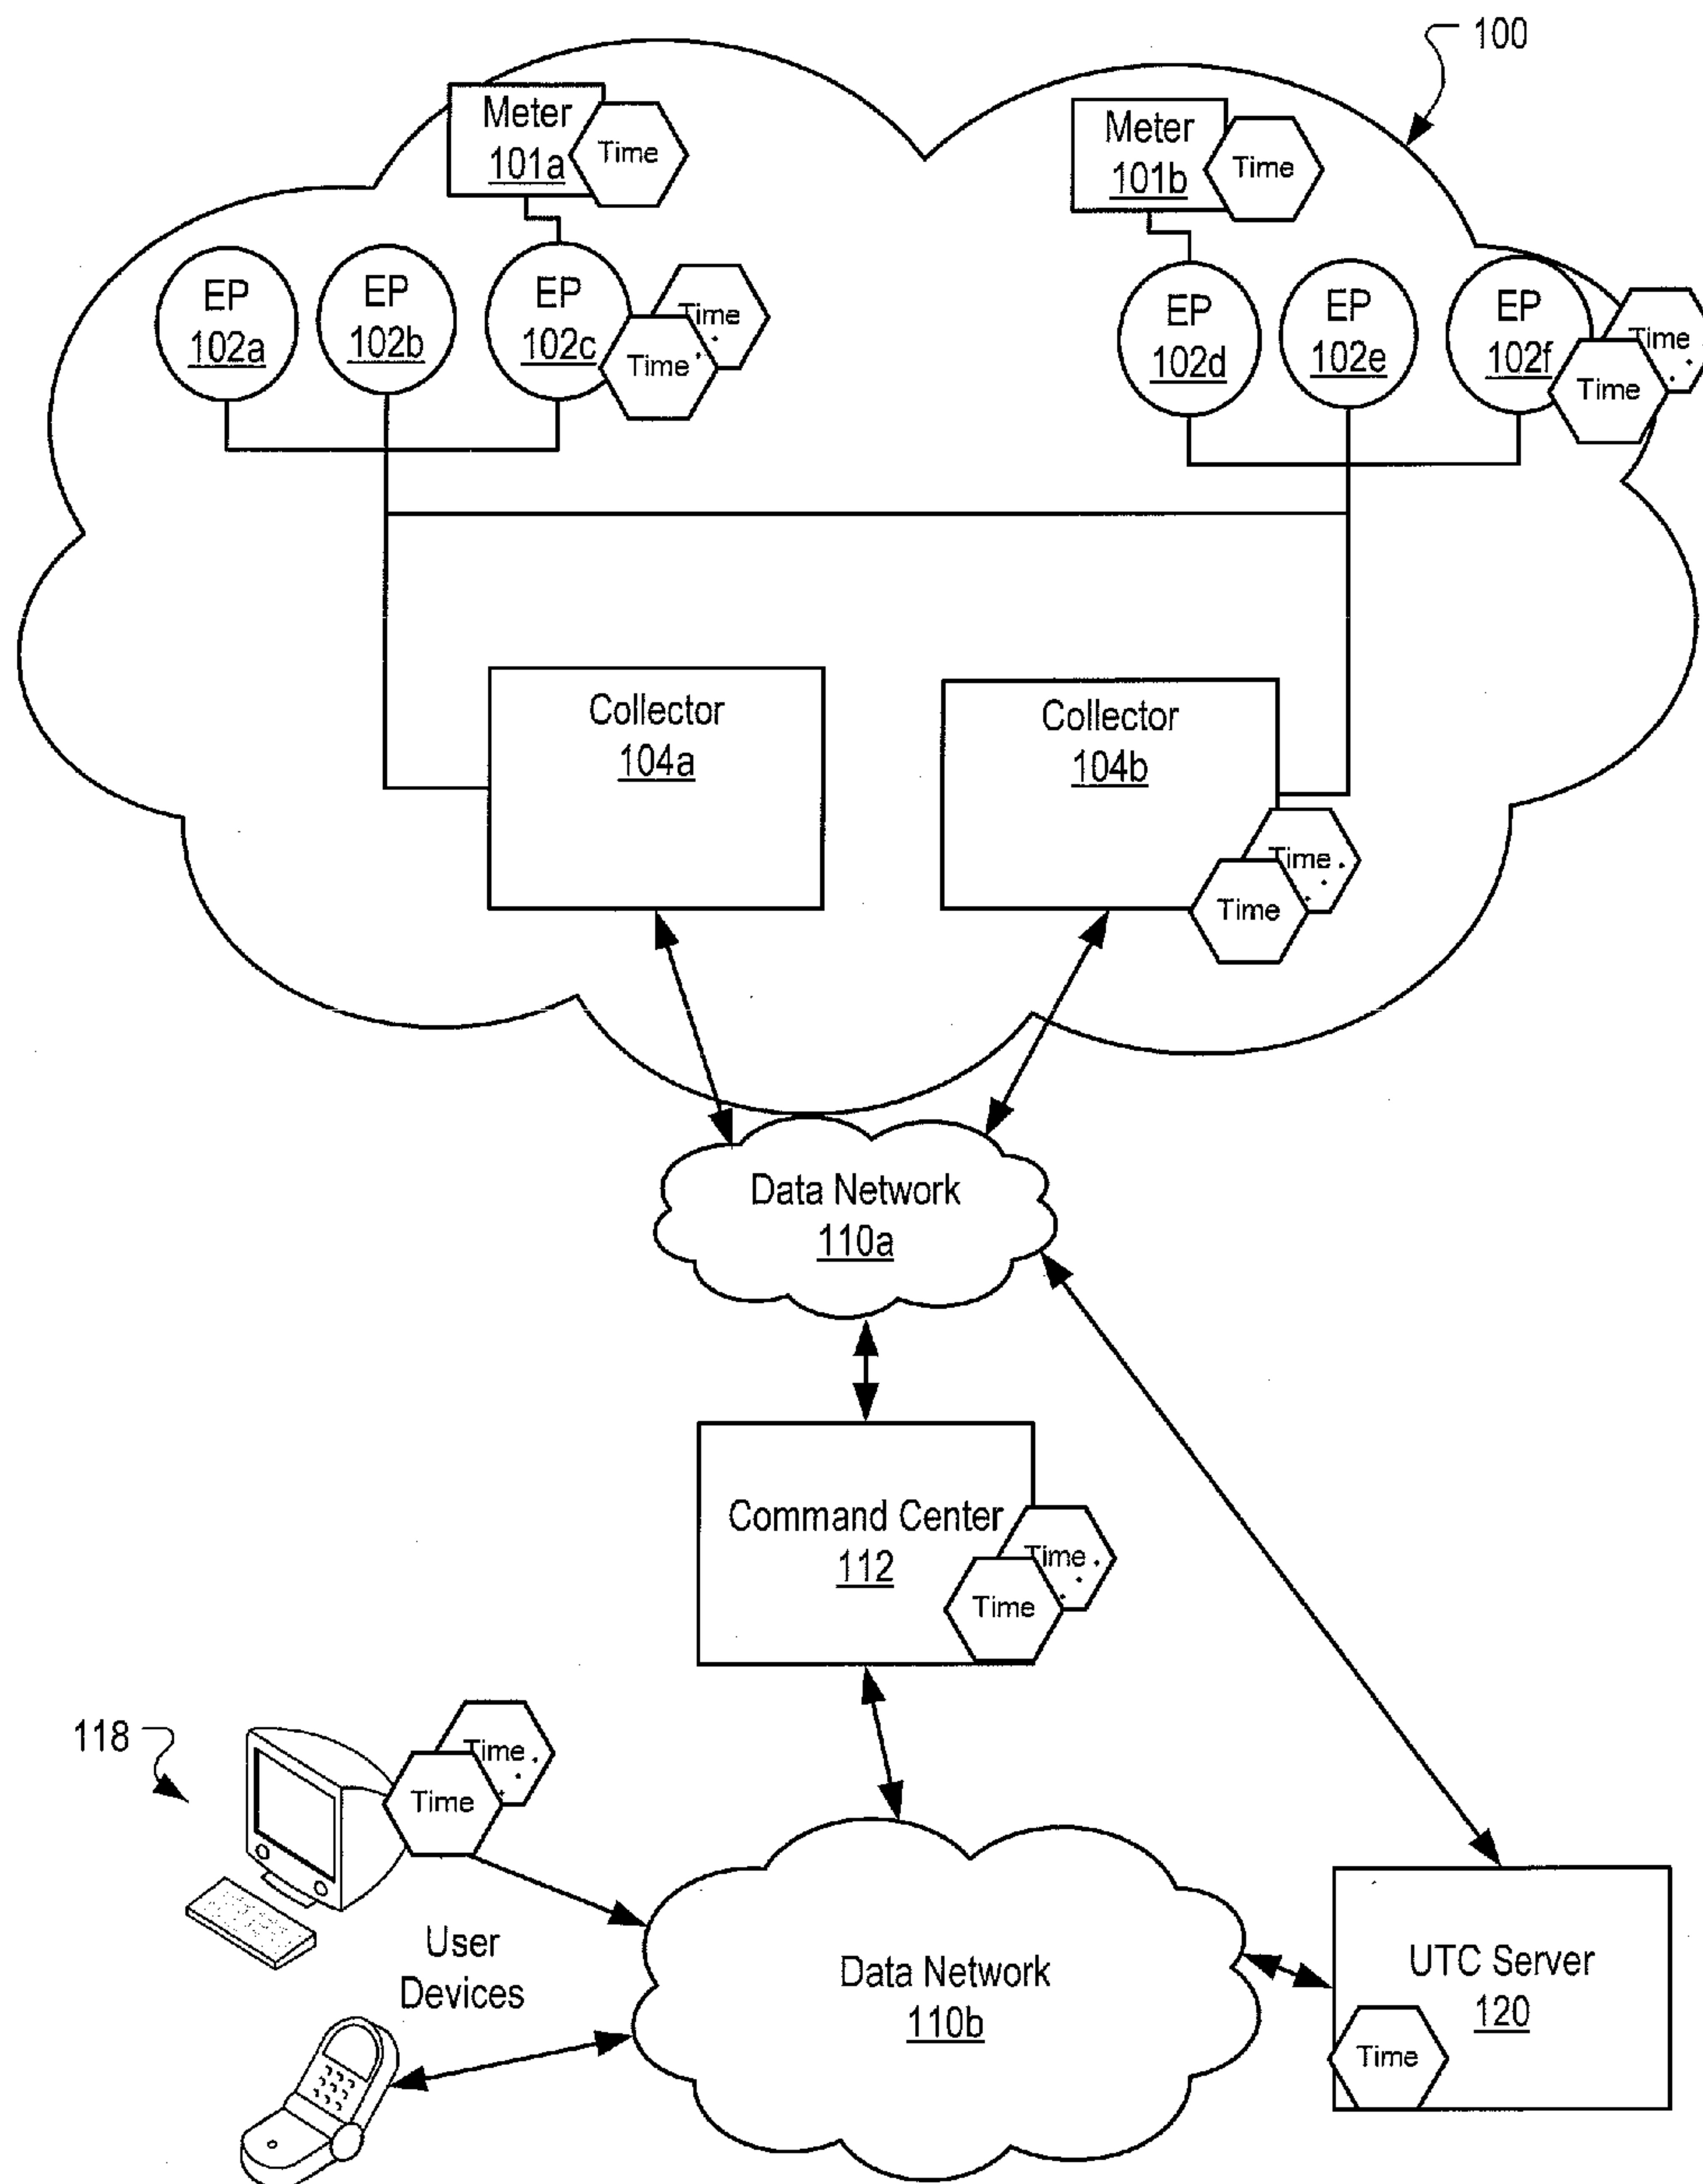 100
Meter
101a
Time
Meter
101b
Time
EP
102a
EP
102b
EP
102c
Time
Time
EP
102d
EP
102e
EP
102f
Time
Time
Collector
104a
Collector
104b
Time
Time
Data Network
110a
Command Center
112
Time
Time
118
Time
Time
User
Devices
Data Network
110b
UTC Server
120
Time